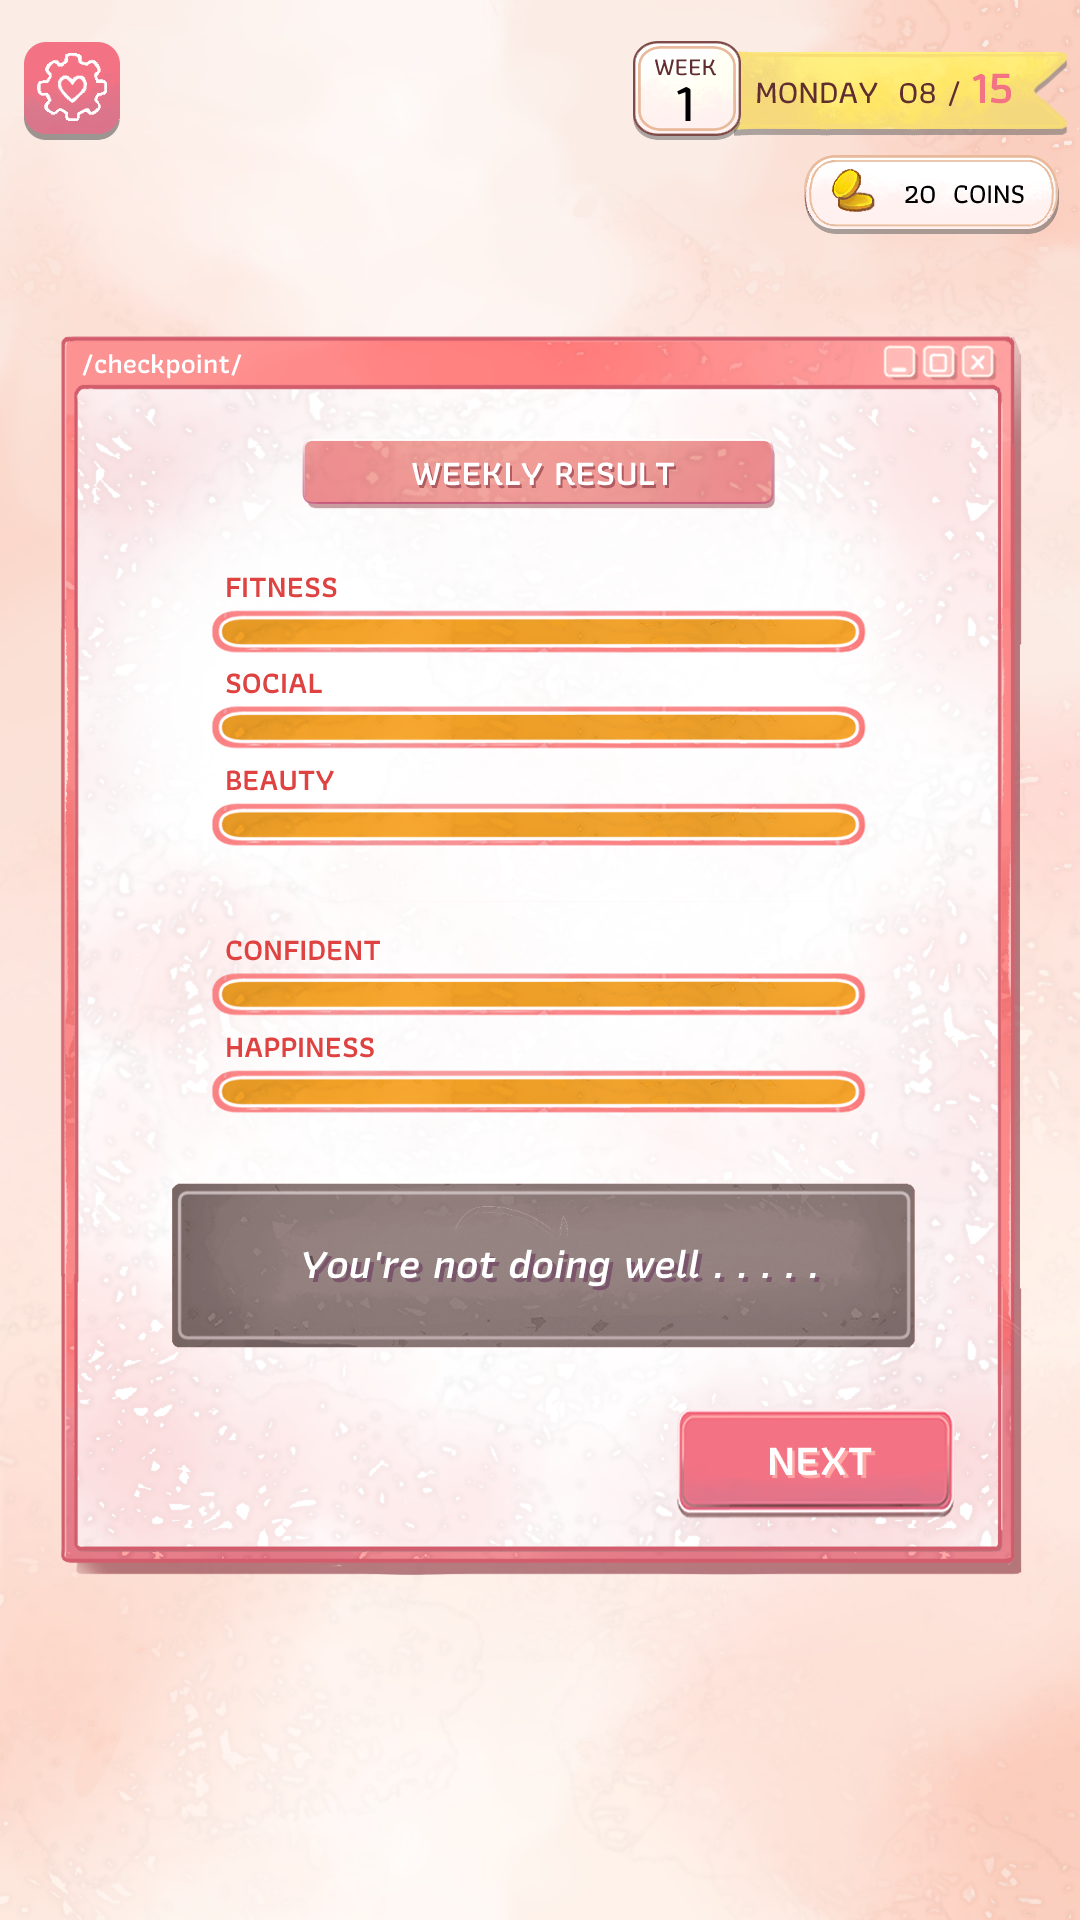 WEEK
1
MONDAY 08 / 15
20 COINS
/checkpoint/
WEEKLY RESULT
FITNESS
SOCIAL
BEAUTY
CONFIDENT
HAPPINESS
You're not doing well . . . . .
NEXT